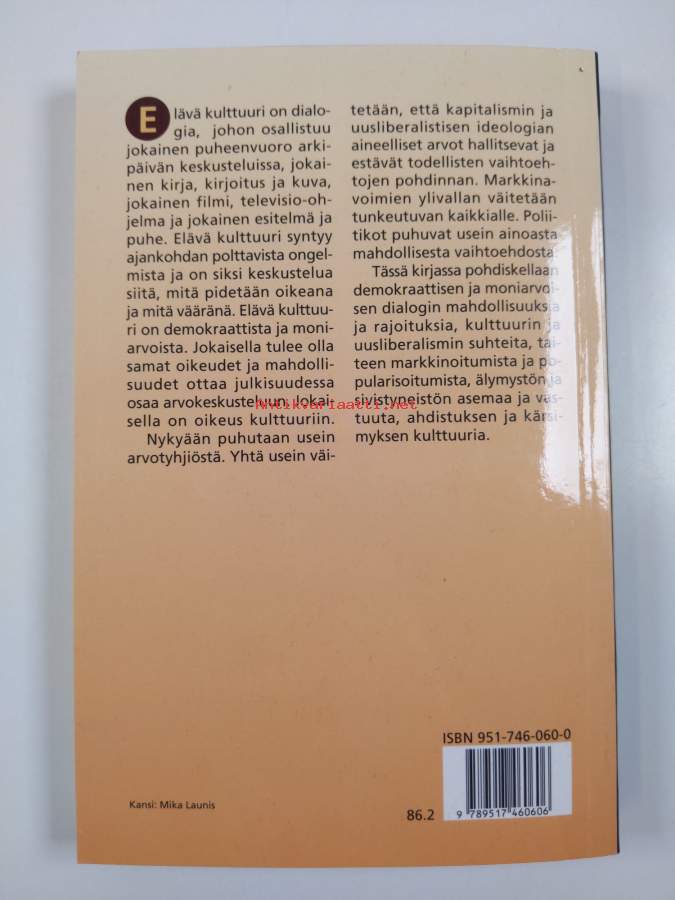 Elävä kulttuuri on dialo-
gia, johon osallistuu
jokainen puheenvuoro arki-
päivän keskusteluissa, jokai-
nen kirja, kirjoitus ja kuva,
jokainen filmi, televisio-oh-
jelma ja jokainen esitelmä ja
puhe. Elävä kulttuuri syntyy
ajankohdan polttavista ongel-
mista ja on siksi keskustelua
siitä, mitä pidetään oikeana
ja mitä vääränä. Elävä kulttuu-
ri on demokraattista ja moni-
arvoista. Jokaisella tulee olla
samat oikeudet ja mahdolli-
suudet ottaa julkisuudessa
osaa arvokeskusteluun. Jokai-
sella on oikeus kulttuuriin.
Nykyään puhutaan usein
arvotyhjiöstä. Yhtä usein väi-
tetään, että kapitalismin ja
uusliberalistisen ideologian
aineelliset arvot hallitsevat ja
estävät todellisten vaihtoeh-
tojen pohdinnan. Markkina-
voimien ylivallan väitetään
tunkeutuvan kaikkialle. Polii-
tikot puhuvat usein ainoasta
mahdollisesta vaihtoehdosta.
Tässä kirjassa pohdiskellaan
demokraattisen ja moniarvoi-
sen dialogin mahdollisuuksia
ja rajoituksia, kulttuurin ja
uusliberalismin suhteita, tai-
teen markkinoitumista ja po-
pularisoitumista, älymystön ja
sivistyneistön asemaa ja vas-
tuuta, ahdistuksen ja kärsi-
myksen kulttuuria.
Antikvariaatti.net
ISBN 951-746-060-0
Kansi: Mika Launis
86.2
9 789517 460606